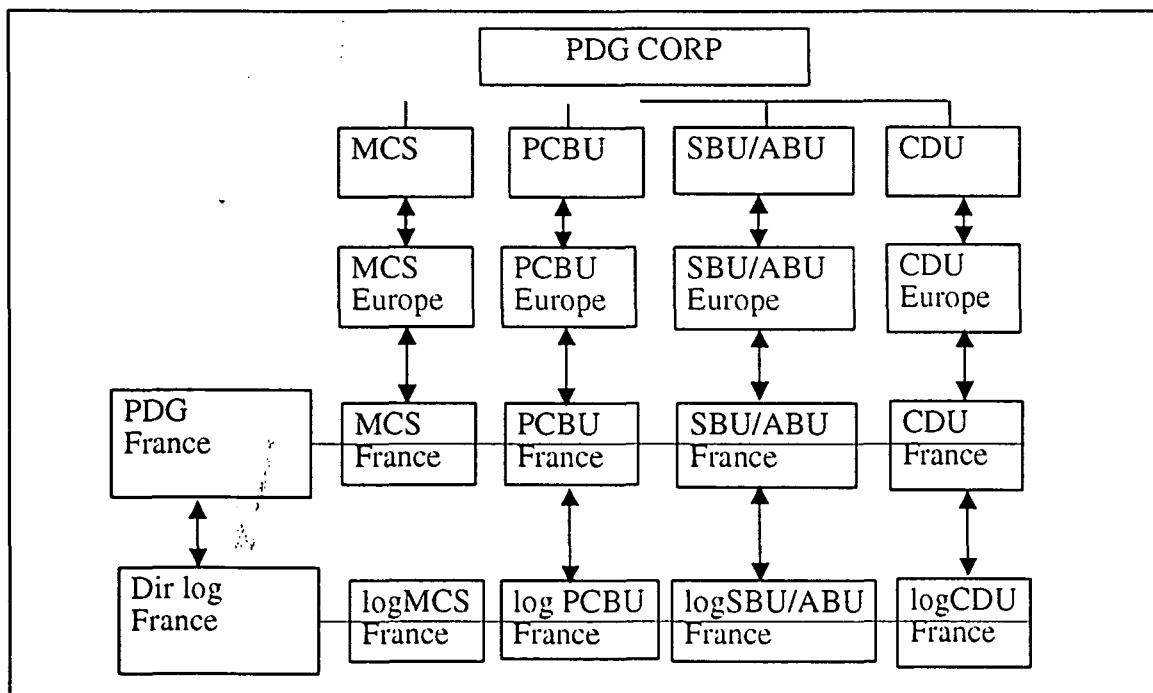 PDG CORP
MCS
PCBU
SBU/ABU
CDU
MCS
Europe
PCBU
Europe
SBU/ABU
Europe
CDU
Europe
PDG
France
MCS
France
PCBU
France
SBU/ABU
France
CDU
France
Dir log
France
logMCS
France
log PCBU
France
logSBU/ABU
France
logCDU
France